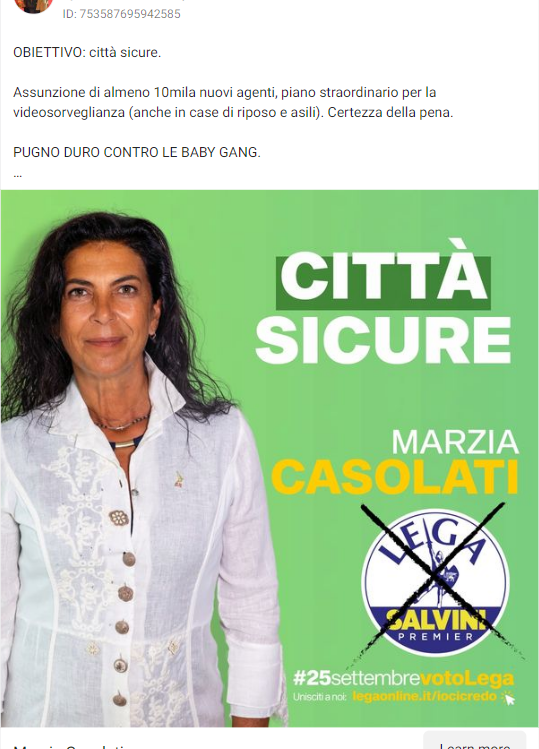 ID: 753587695942585
OBIETTIVO: città sicure.
Assunzione di almeno 10mila nuovi agenti, piano straordinario per la
videosorveglianza (anche in case di riposo e asili). Certezza della pena.
PUGNO DURO CONTRO LE BABY GANG.
...
CITTÀ
SICURE
MARZIA
CASOLATI
LEGA
SALVINI
PREMIER
#25settembrevotoLega
Unisciti a noi: legaonline.it/iocicredo